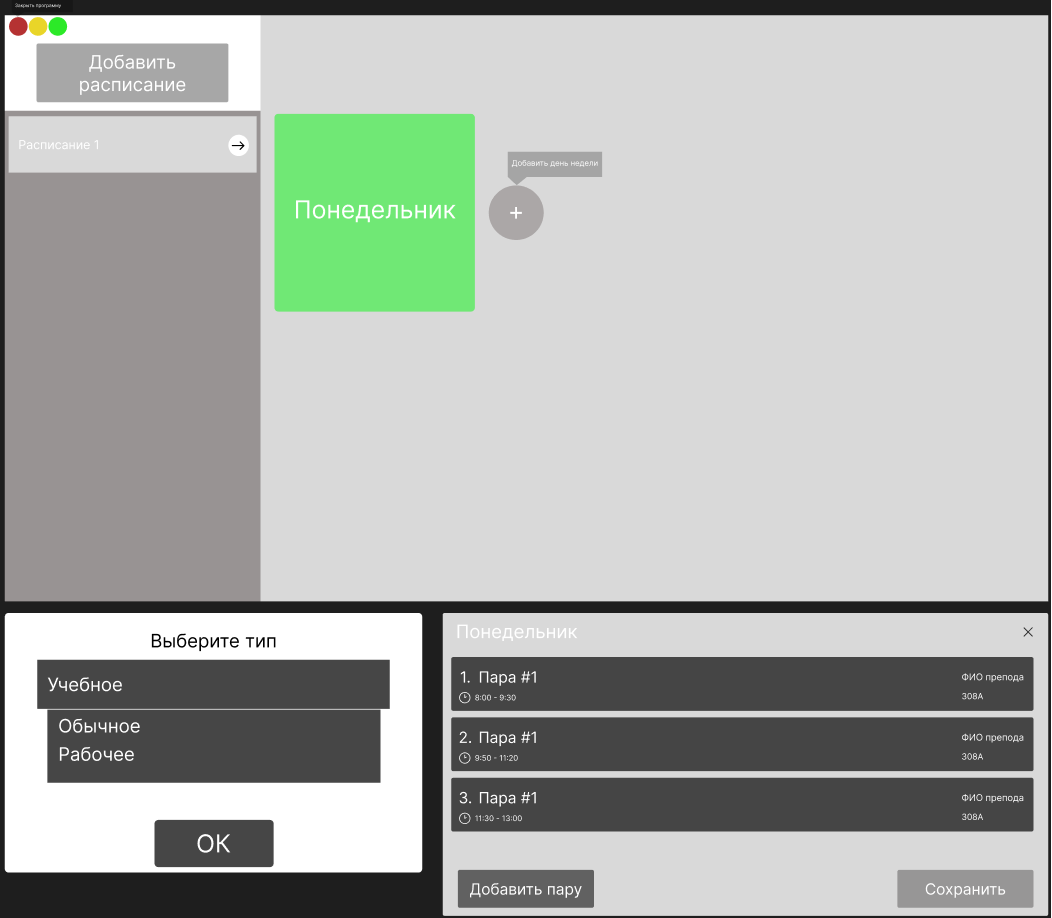 Закрыть программу
Добавить
расписание
Расписание 1
Понедельник
Добавить день недели
+
Выберите тип
Учебное
Обычное
Рабочее
ОК
Понедельник
1. Пара #1
ФИО препода
8:00 - 9:30
308А
2. Пара #1
ФИО препода
9:50 - 11:20
308А
3. Пара #1
ФИО препода
11:30 - 13:00
308А
Добавить пару
Сохранить